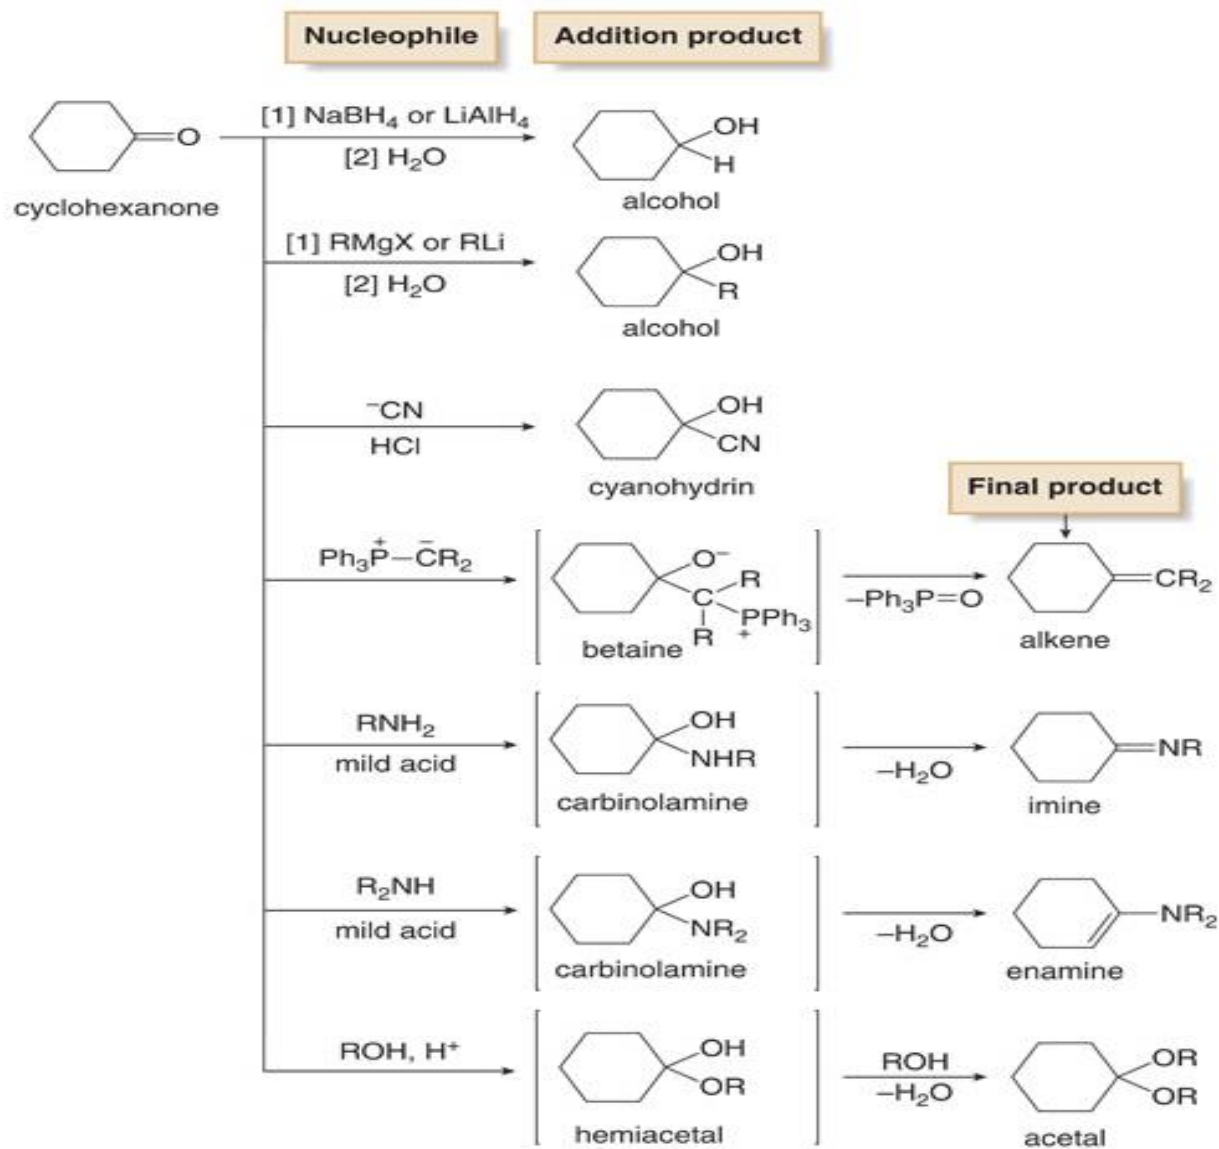 Nucleophile
Addition product
cyclohexanone
[1] NaBH₄ or LiAlH₄
[2] H₂O
OH
H
alcohol
O
[1] RMgX or RLi
[2] H₂O
OH
R
alcohol
⁻CN
HCl
OH
CN
cyanohydrin
Final product
Ph₃P⁺–C⁻R₂
O⁻
R
C
PPh₃
+
R
betaine
–Ph₃P=O
CR₂
alkene
RNH₂
mild acid
OH
NHR
carbinolamine
–H₂O
NR
imine
R₂NH
mild acid
OH
NR₂
carbinolamine
–H₂O
NR₂
enamine
ROH, H⁺
OH
OR
hemiacetal
ROH
–H₂O
OR
OR
acetal